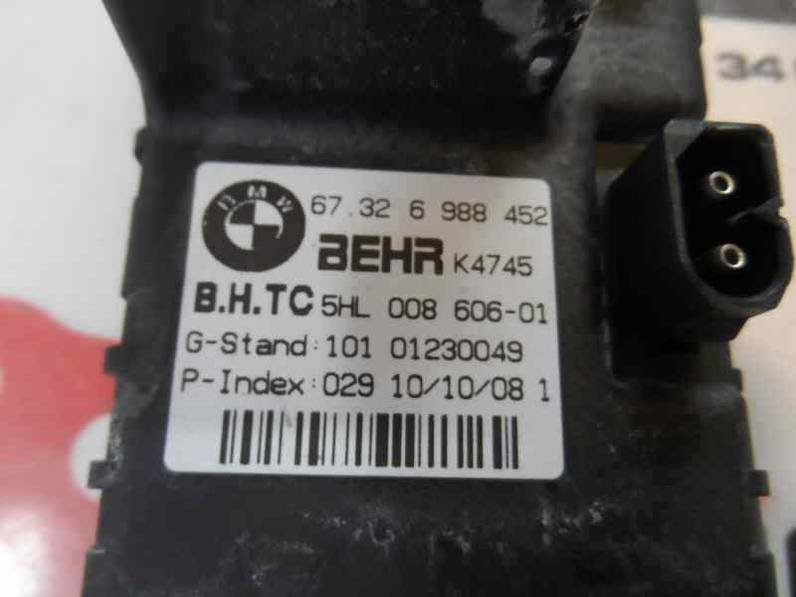 34
BMW
67.32 6 988 452
BEHR K4745
B.H.TC 5HL 008 606-01
G-Stand:101 01230049
P-Index:029 10/10/08 1